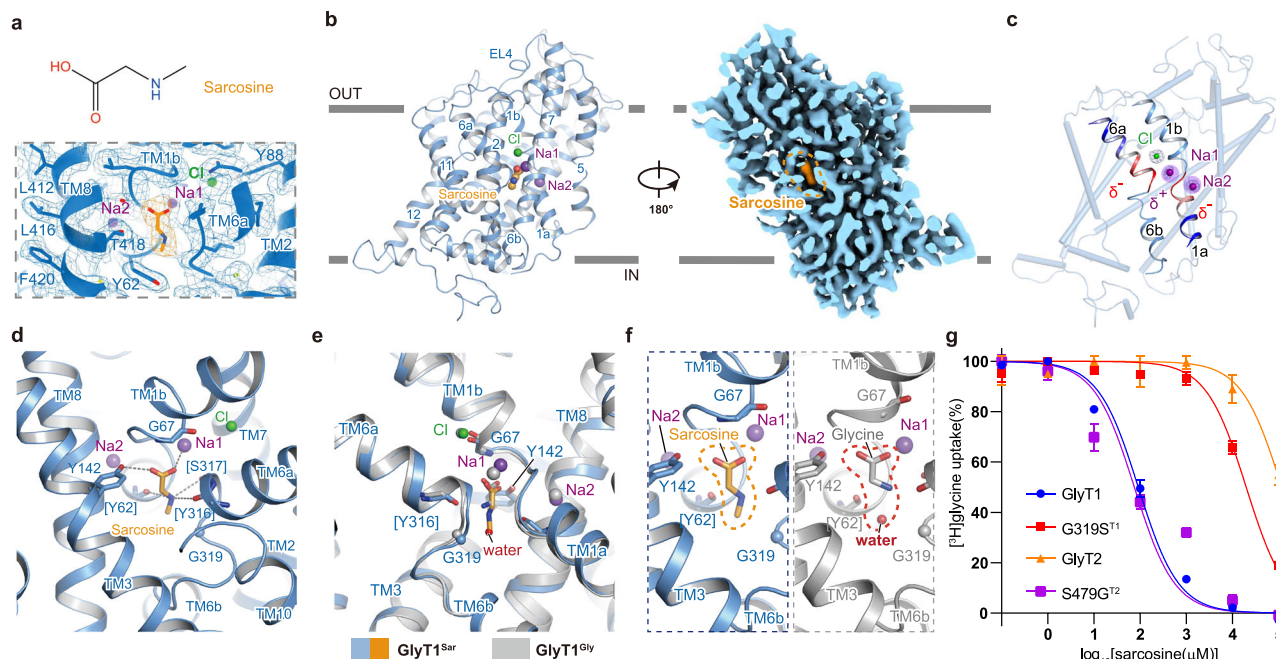 a
HO
O
N
H
Sarcosine
TM1b
Cl
Y88
L412
TM8
Na1
Na2
TM6a
L416
T418
TM2
F420
Y62
b
OUT
EL4
1b
6a
7
2
Cl
11
Na1
5
Na2
Sarcosine
12
6b
1a
IN
180°
Sarcosine
c
6a
1b
Cl
Na1
Na2
δ-
δ+
δ-
6b
1a
d
TM8
TM1b
Cl
G67
TM7
Na2
Na1
Y142
[S317]
TM6a
[Y62]
[Y316]
Sarcosine
G319
TM2
TM3
TM6b
TM10
e
TM1b
TM8
TM6a
Cl
G67
Na1
Y142
Na2
[Y316]
water
G319
TM1a
TM3
TM6b
GlyT1Sar
GlyT1Gly
f
TM1b
G67
Na2
Na1
Sarcosine
Y142
[Y62]
G319
TM3
TM6b
TM1b
G67
Na1
Na2
Glycine
Y142
[Y62]
water
G319
TM3
TM6b
g
[3H]glycine uptake(%)
100
80
60
40
20
0
GlyT1
G319ST1
GlyT2
S479GT2
0
1
2
3
4